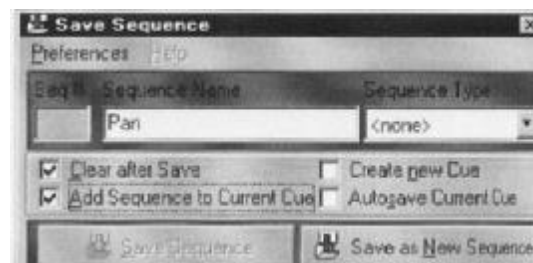 Save Sequence
Preferences Help
Seq # Sequence Name Sequence Type
Pan <none>
Clear after Save Create new Cue
Add Sequence to Current Cue Autosave Current Cue
Save Sequence Save as New Sequence